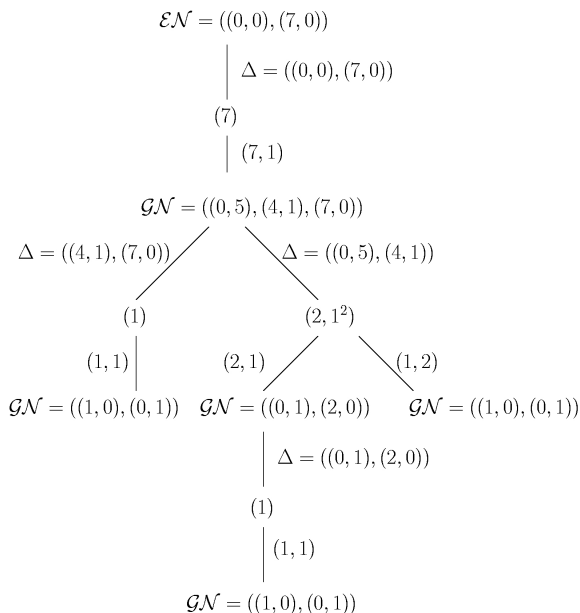 𝓔𝓝 = ((0, 0), (7, 0))
Δ = ((0, 0), (7, 0))
(7)
(7, 1)
𝓖𝓝 = ((0, 5), (4, 1), (7, 0))
Δ = ((4, 1), (7, 0)) Δ = ((0, 5), (4, 1))
(1) (2, 1²)
(1, 1) (2, 1) (1, 2)
𝓖𝓝 = ((1, 0), (0, 1)) 𝓖𝓝 = ((0, 1), (2, 0)) 𝓖𝓝 = ((1, 0), (0, 1))
Δ = ((0, 1), (2, 0))
(1)
(1, 1)
𝓖𝓝 = ((1, 0), (0, 1))